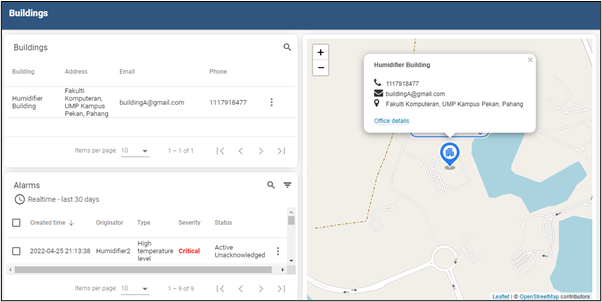 Buildings
Buildings
Building Address Email Phone
Humidifier Building Fakulti Komputeran, UMP Kampus Pekan, Pahang buildingA@gmail.com 1117918477
Items per page: 10 1 – 1 of 1
Alarms
Realtime - last 30 days
Created time Originator Type Severity Status
2022-04-25 21:13:38 Humidifier2 High temperature level Critical Active Unacknowledged
Items per page: 10 1 – 9 of 9
+
−
Humidifier Building
×
1117918477
buildingA@gmail.com
Fakulti Komputeran, UMP Kampus Pekan, Pahang
Office details
Leaflet | © OpenStreetMap contributors